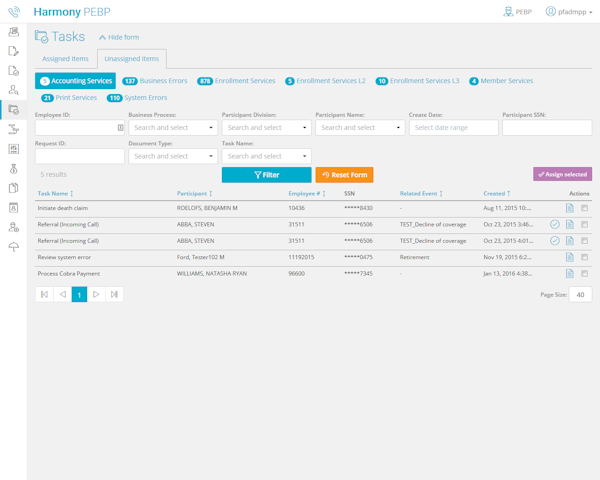 Harmony PEBP
PEBP
pfadmpp
Tasks
Hide form
Assigned Items
Unassigned Items
5 Accounting Services
137 Business Errors
878 Enrollment Services
5 Enrollment Services L2
10 Enrollment Services L3
4 Member Services
21 Print Services
110 System Errors
Employee ID:
Business Process:
Participant Division:
Participant Name:
Create Date:
Participant SSN:
Search and select
Search and select
Search and select
Select date range
Request ID:
Document Type:
Task Name:
Search and select
Search and select
5 results
Filter
Reset Form
Assign selected
Task Name
Participant
Employee #
SSN
Related Event
Created
Actions
Initiate death claim
ROELOFS, BENJAMIN M
10436
*****8430
-
Aug 11, 2015 10:...
Referral (Incoming Call)
ABBA, STEVEN
31511
*****6506
TEST_Decline of coverage
Oct 23, 2015 3:46...
Referral (Incoming Call)
ABBA, STEVEN
31511
*****6506
TEST_Decline of coverage
Oct 23, 2015 4:01...
Review system error
Ford, Tester102 M
11192015
*****0475
Retirement
Nov 19, 2015 6:2...
Process Cobra Payment
WILLIAMS, NATASHA RYAN
96600
*****7345
-
Jan 13, 2016 4:38...
1
Page Size:
40